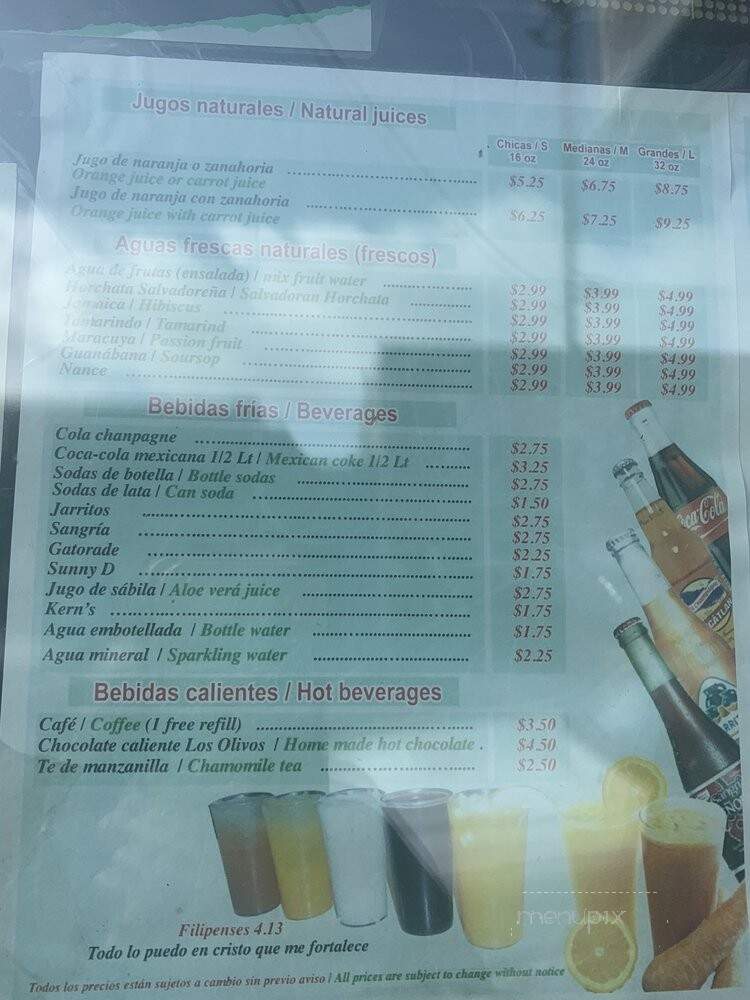 Jugos naturales / Natural juices
Chicas / S Medianas / M Grandes / L
16 oz 24 oz 32 oz
Jugo de naranja o zanahoria
Orange juice or carrot juice $5.25 $6.75 $8.75
Jugo de naranja con zanahoria
Orange juice with carrot juice $6.25 $7.25 $9.25
Aguas frescas naturales (frescos)
Agua de frutas (ensalada) / mix fruit water $2.99 $3.99 $4.99
Horchata Salvadoreña / Salvadoran Horchata $2.99 $3.99 $4.99
Jamaica / Hibiscus $2.99 $3.99 $4.99
Tamarindo / Tamarind $2.99 $3.99 $4.99
Maracuya / Passion fruit $2.99 $3.99 $4.99
Guanábana / Soursop $2.99 $3.99 $4.99
Nance $2.99 $3.99 $4.99
Bebidas frías / Beverages
Cola chanpagne $2.75
Coca-cola mexicana 1/2 Lt / Mexican coke 1/2 Lt $3.25
Sodas de botella / Bottle sodas $2.75
Sodas de lata / Can soda $1.50
Jarritos $2.75
Sangría $2.75
Gatorade $2.25
Sunny D $1.75
Jugo de sábila / Aloe verá juice $2.75
Kern's $1.75
Agua embotellada / Bottle water $1.75
Agua mineral / Sparkling water $2.25
Bebidas calientes / Hot beverages
Café / Coffee (1 free refill) $3.50
Chocolate caliente Los Olivos / Home made hot chocolate . $4.50
Te de manzanilla / Chamomile tea $2.50
Filipenses 4.13
Todo lo puedo en cristo que me fortalece
Todos los precios están sujetos a cambio sin previo aviso / All prices are subject to change without notice
menupix